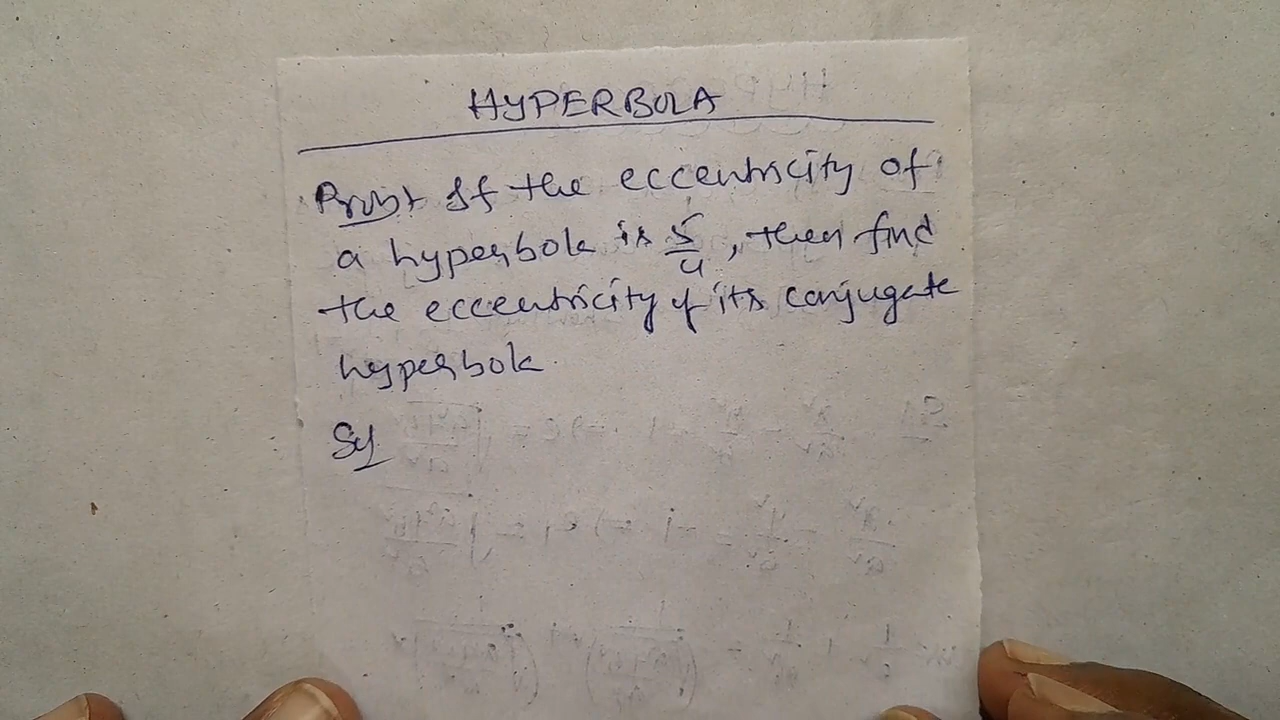 HYPERBOLA
Prob:1 If the eccentricity of
a hyperbola is 5/4, then find
the eccentricity of its conjugate
hyperbola.
Sol